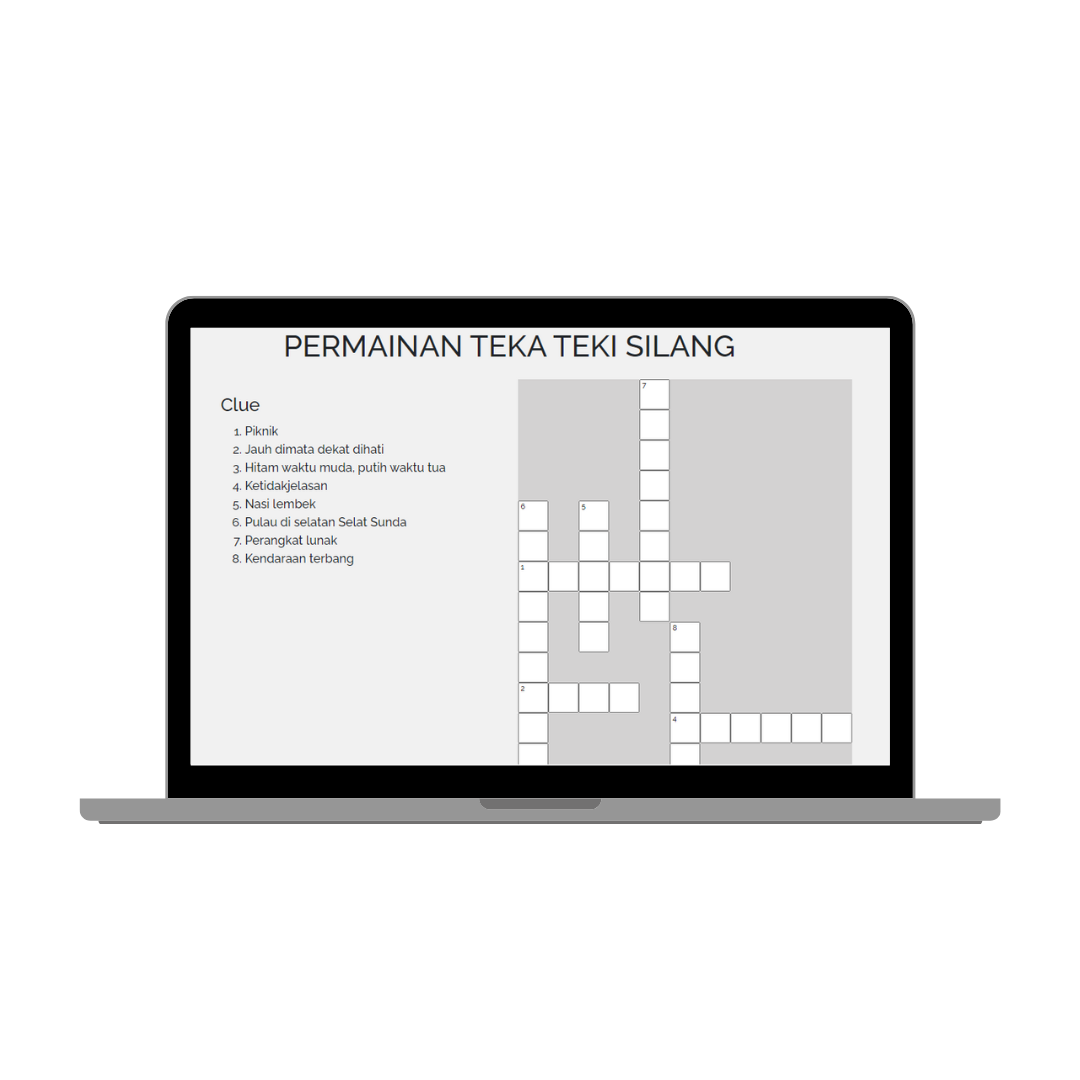 PERMAINAN TEKA TEKI SILANG
Clue
1. Piknik
2. Jauh dimata dekat dihati
3. Hitam waktu muda, putih waktu tua
4. Ketidakjelasan
5. Nasi lembek
6. Pulau di selatan Selat Sunda
7. Perangkat lunak
8. Kendaraan terbang
7
6 5
1
8
2
4